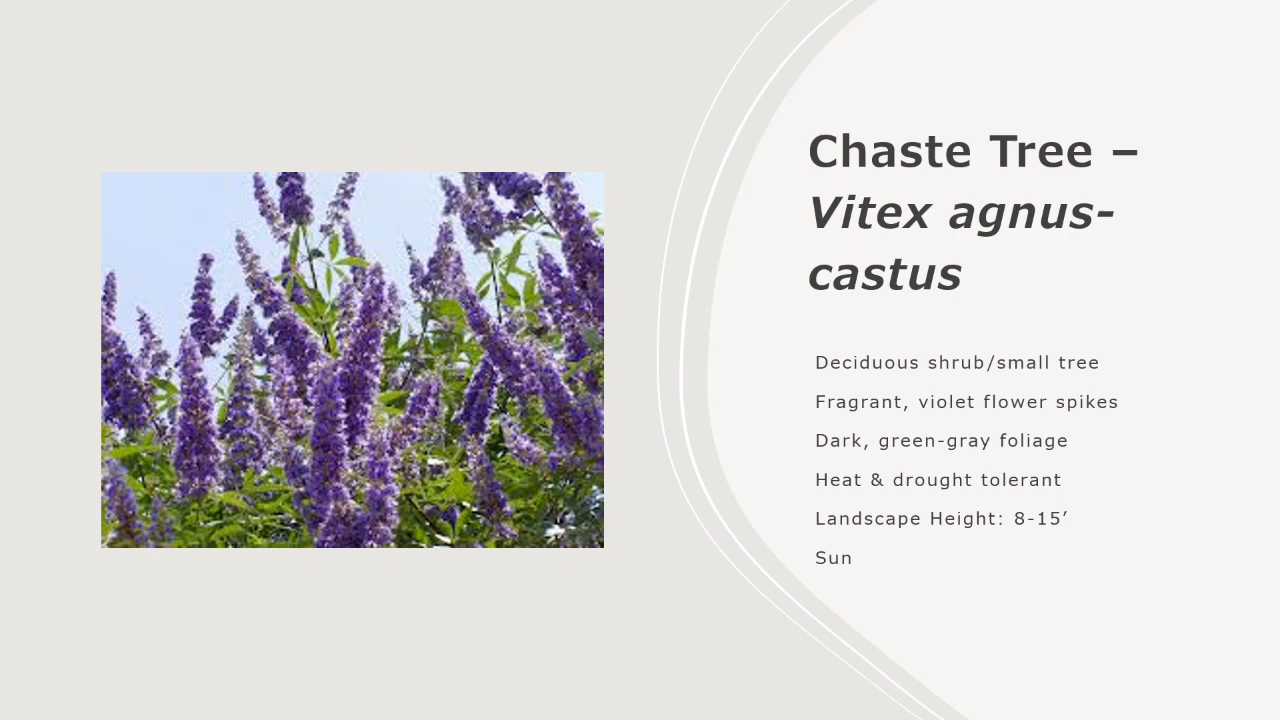 Chaste Tree –
Vitex agnus-
castus
Deciduous shrub/small tree
Fragrant, violet flower spikes
Dark, green-gray foliage
Heat & drought tolerant
Landscape Height: 8-15’
Sun